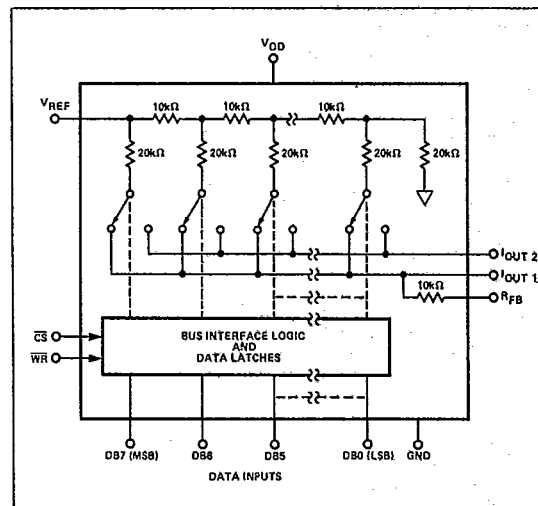 VDD
VREF
10kΩ 10kΩ 10kΩ
20kΩ 20kΩ 20kΩ 20kΩ 20kΩ
IOUT 2
IOUT 1
10kΩ
RFB
CS
WR
BUS INTERFACE LOGIC
AND
DATA LATCHES
DB7 (MSB) DB6 DB5 DB0 (LSB) GND
DATA INPUTS